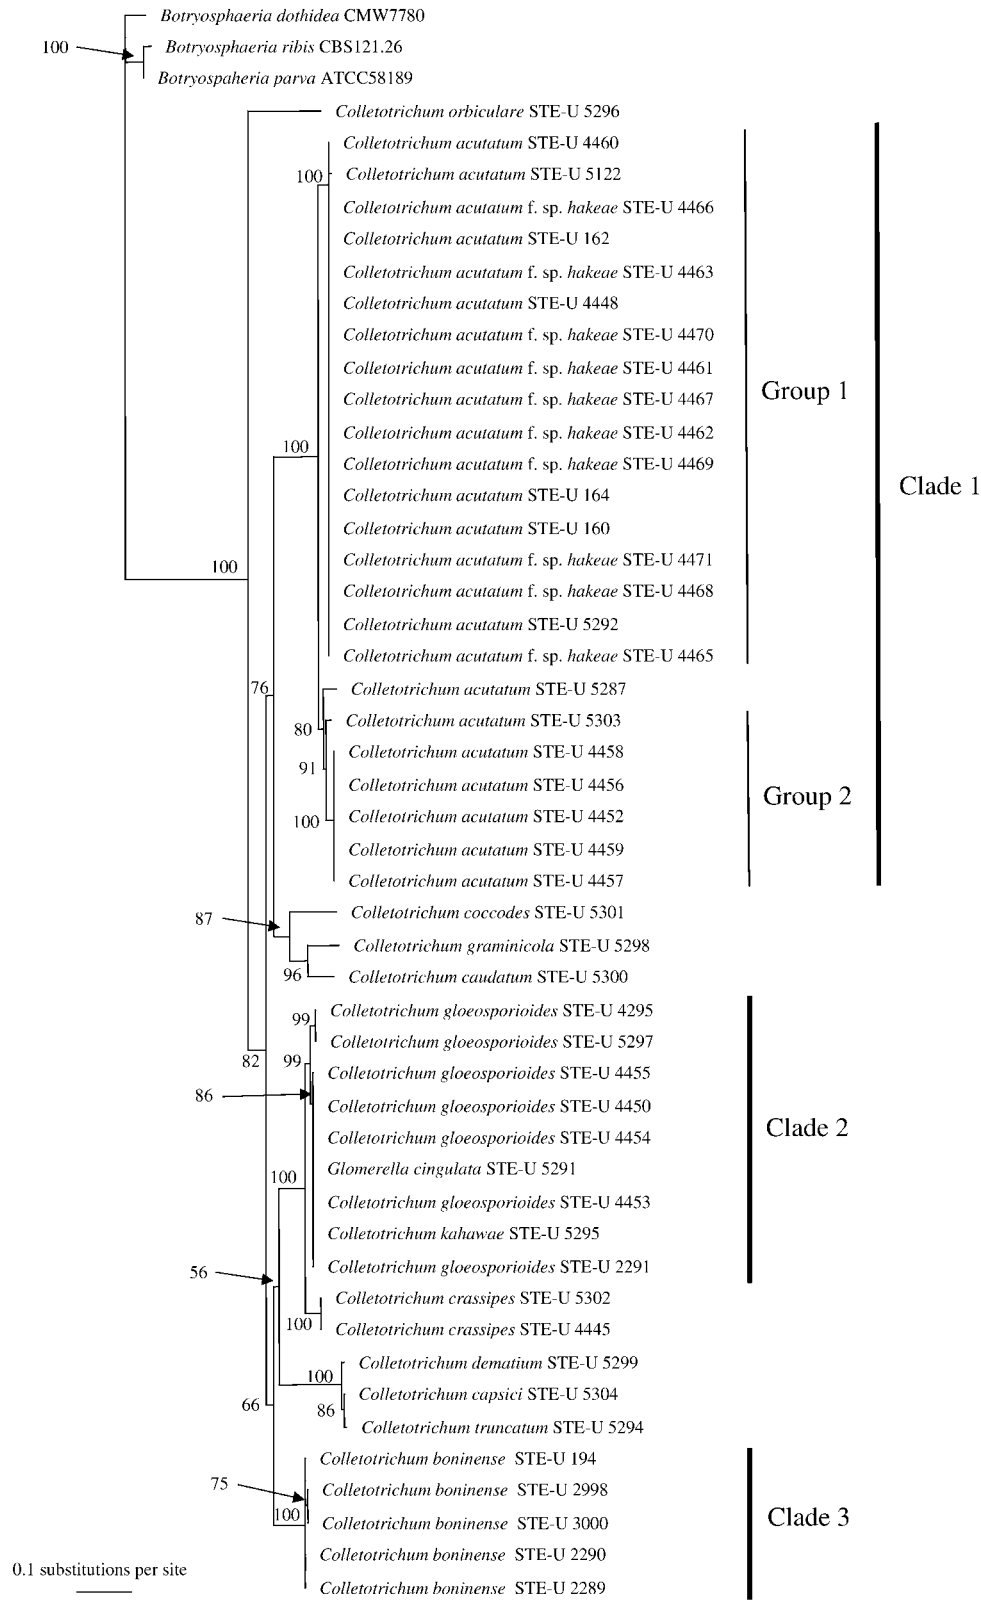 Botryosphaeria dothidea CMW7780
100
Botryosphaeria ribis CBS121.26
Botryospaheria parva ATCC58189
Colletotrichum orbiculare STE-U 5296
Colletotrichum acutatum STE-U 4460
100
Colletotrichum acutatum STE-U 5122
Colletotrichum acutatum f. sp. hakeae STE-U 4466
Colletotrichum acutatum STE-U 162
Colletotrichum acutatum f. sp. hakeae STE-U 4463
Colletotrichum acutatum STE-U 4448
Colletotrichum acutatum f. sp. hakeae STE-U 4470
Colletotrichum acutatum f. sp. hakeae STE-U 4461
Group 1
Colletotrichum acutatum f. sp. hakeae STE-U 4467
Colletotrichum acutatum f. sp. hakeae STE-U 4462
100
Colletotrichum acutatum f. sp. hakeae STE-U 4469
Clade 1
Colletotrichum acutatum STE-U 164
Colletotrichum acutatum STE-U 160
Colletotrichum acutatum f. sp. hakeae STE-U 4471
100
Colletotrichum acutatum f. sp. hakeae STE-U 4468
Colletotrichum acutatum STE-U 5292
Colletotrichum acutatum f. sp. hakeae STE-U 4465
76
Colletotrichum acutatum STE-U 5287
Colletotrichum acutatum STE-U 5303
80
Colletotrichum acutatum STE-U 4458
91
Colletotrichum acutatum STE-U 4456
Group 2
Colletotrichum acutatum STE-U 4452
100
Colletotrichum acutatum STE-U 4459
Colletotrichum acutatum STE-U 4457
Colletotrichum coccodes STE-U 5301
87
Colletotrichum graminicola STE-U 5298
96
Colletotrichum caudatum STE-U 5300
Colletotrichum gloeosporioides STE-U 4295
99
Colletotrichum gloeosporioides STE-U 5297
82
99
Colletotrichum gloeosporioides STE-U 4455
86
Colletotrichum gloeosporioides STE-U 4450
Clade 2
Colletotrichum gloeosporioides STE-U 4454
Glomerella cingulata STE-U 5291
100
Colletotrichum gloeosporioides STE-U 4453
Colletotrichum kahawae STE-U 5295
Colletotrichum gloeosporioides STE-U 2291
56
Colletotrichum crassipes STE-U 5302
100
Colletotrichum crassipes STE-U 4445
Colletotrichum dematium STE-U 5299
100
Colletotrichum capsici STE-U 5304
66
86
Colletotrichum truncatum STE-U 5294
Colletotrichum boninense STE-U 194
75
Colletotrichum boninense STE-U 2998
100
Colletotrichum boninense STE-U 3000
Clade 3
Colletotrichum boninense STE-U 2290
0.1 substitutions per site
Colletotrichum boninense STE-U 2289